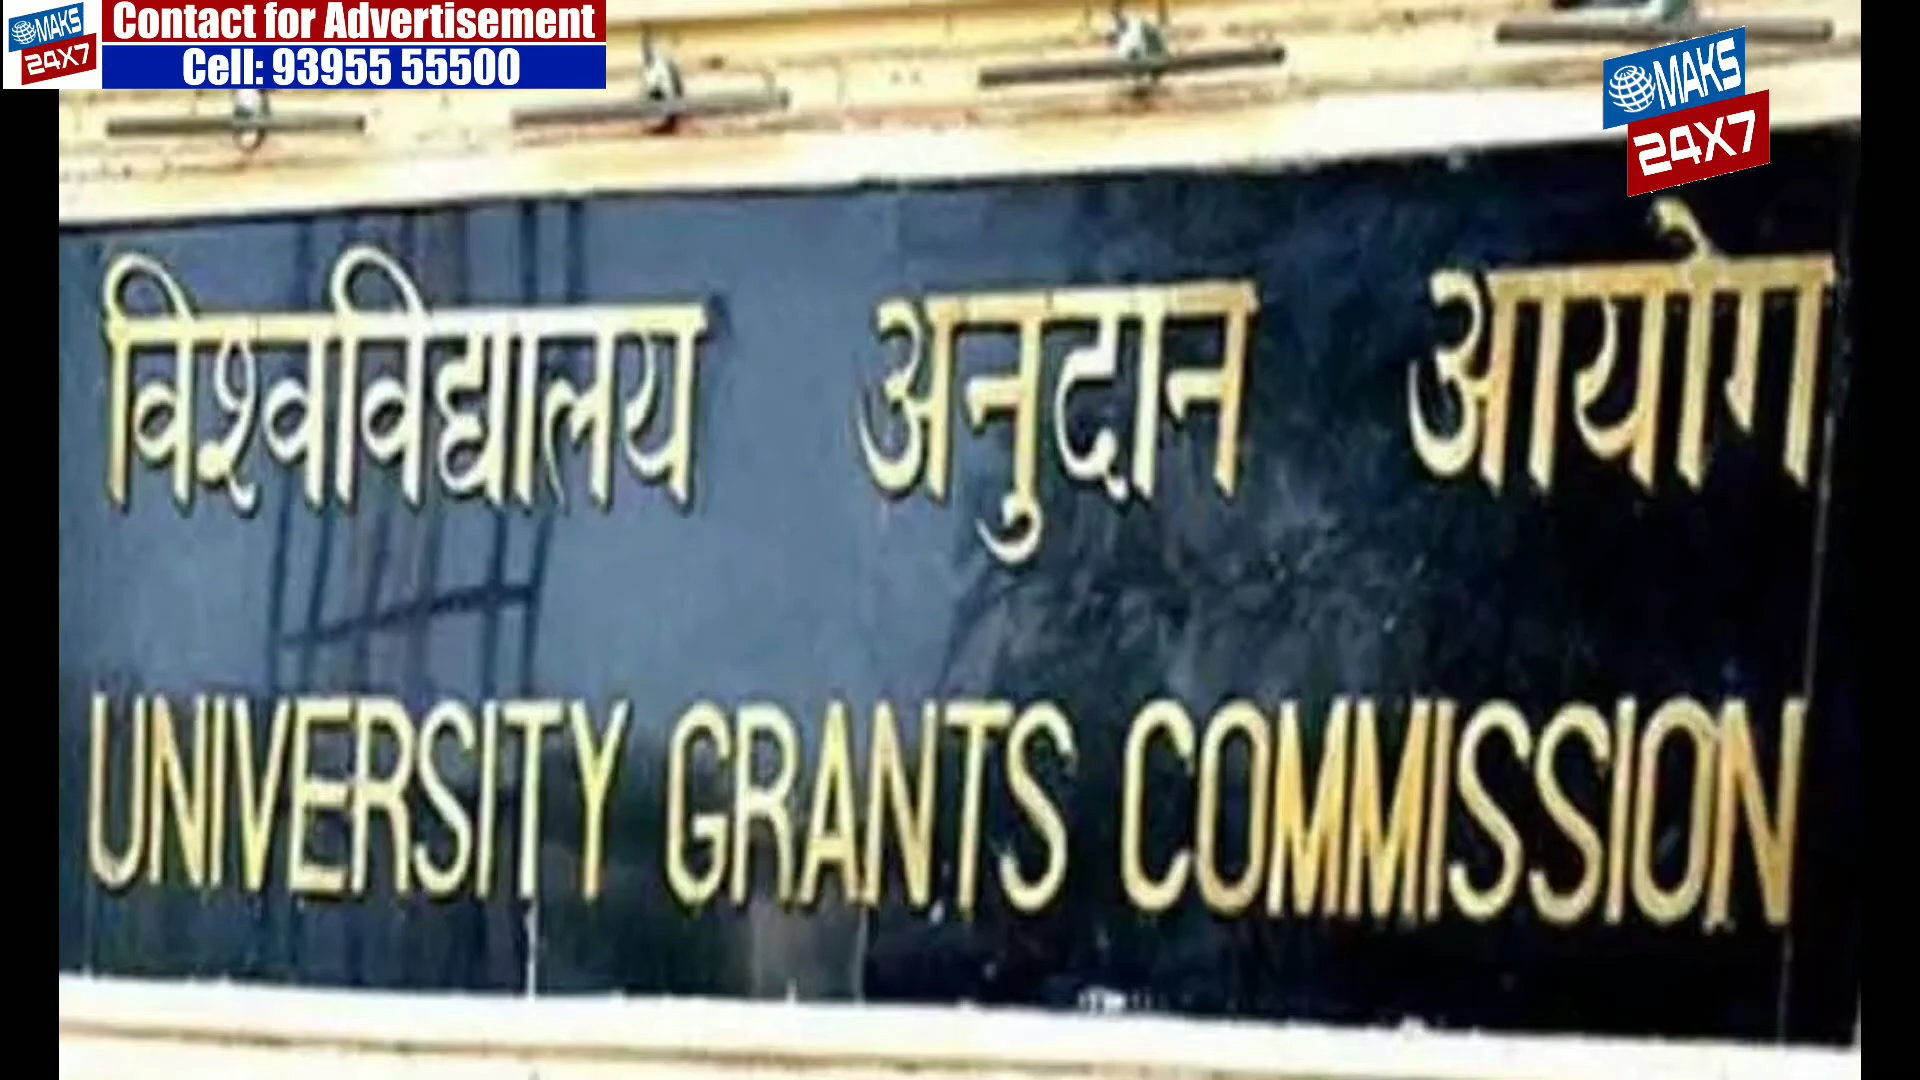 MAKS
24X7
Contact for Advertisement
Cell: 93955 55500
MAKS
24X7
विश्वविद्यालय अनुदान आयोग
UNIVERSITY GRANTS COMMISSION